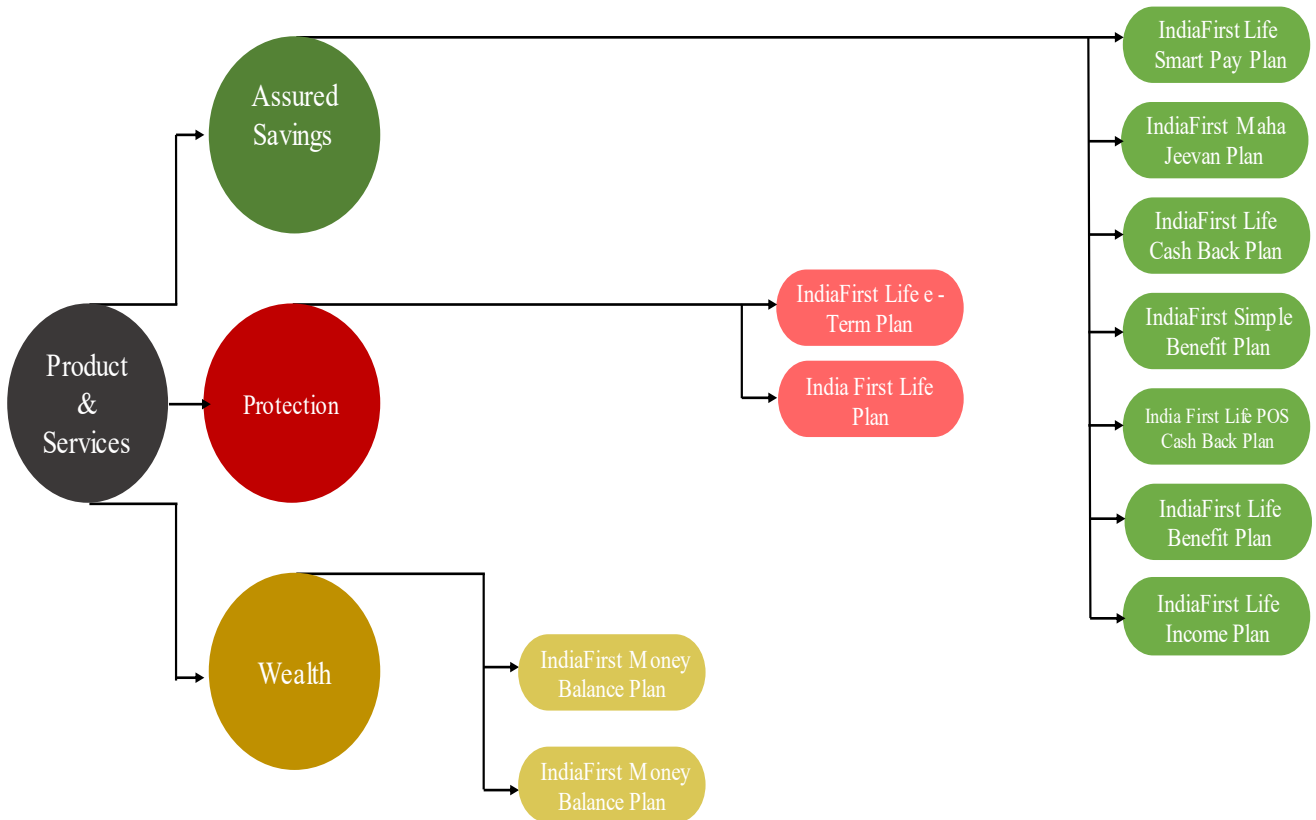 Product
&
Services
Assured
Savings
IndiaFirst Life
Smart Pay Plan
IndiaFirst Maha
Jeevan Plan
IndiaFirst Life
Cash Back Plan
IndiaFirst Simple
Benefit Plan
India First Life POS
Cash Back Plan
IndiaFirst Life
Benefit Plan
IndiaFirst Life
Income Plan
Protection
IndiaFirst Life e -
Term Plan
India First Life
Plan
Wealth
IndiaFirst Money
Balance Plan
IndiaFirst Money
Balance Plan